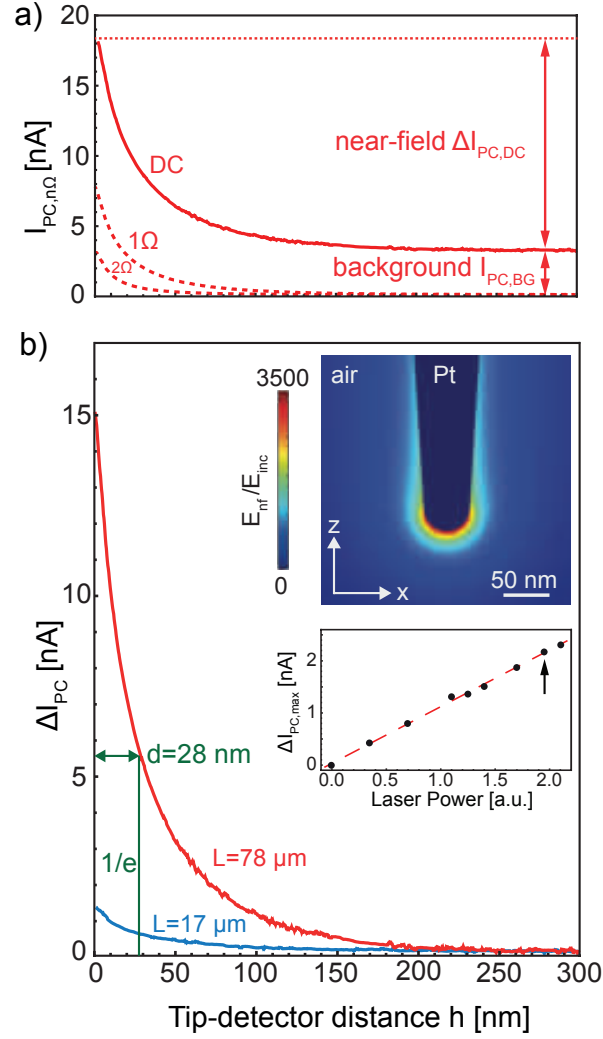 a)
20
15
10
5
0
I_PC,nΩ [nA]
DC
1Ω
2Ω
near-field ΔI_PC,DC
background I_PC,BG
b)
15
10
5
0
ΔI_PC [nA]
3500
0
E_nf/E_inc
air
Pt
z
x
50 nm
2
1
0
ΔI_PC,max [nA]
0.0 0.5 1.0 1.5 2.0
Laser Power [a.u.]
d=28 nm
1/e
L=78 μm
L=17 μm
0 50 100 150 200 250 300
Tip-detector distance h [nm]